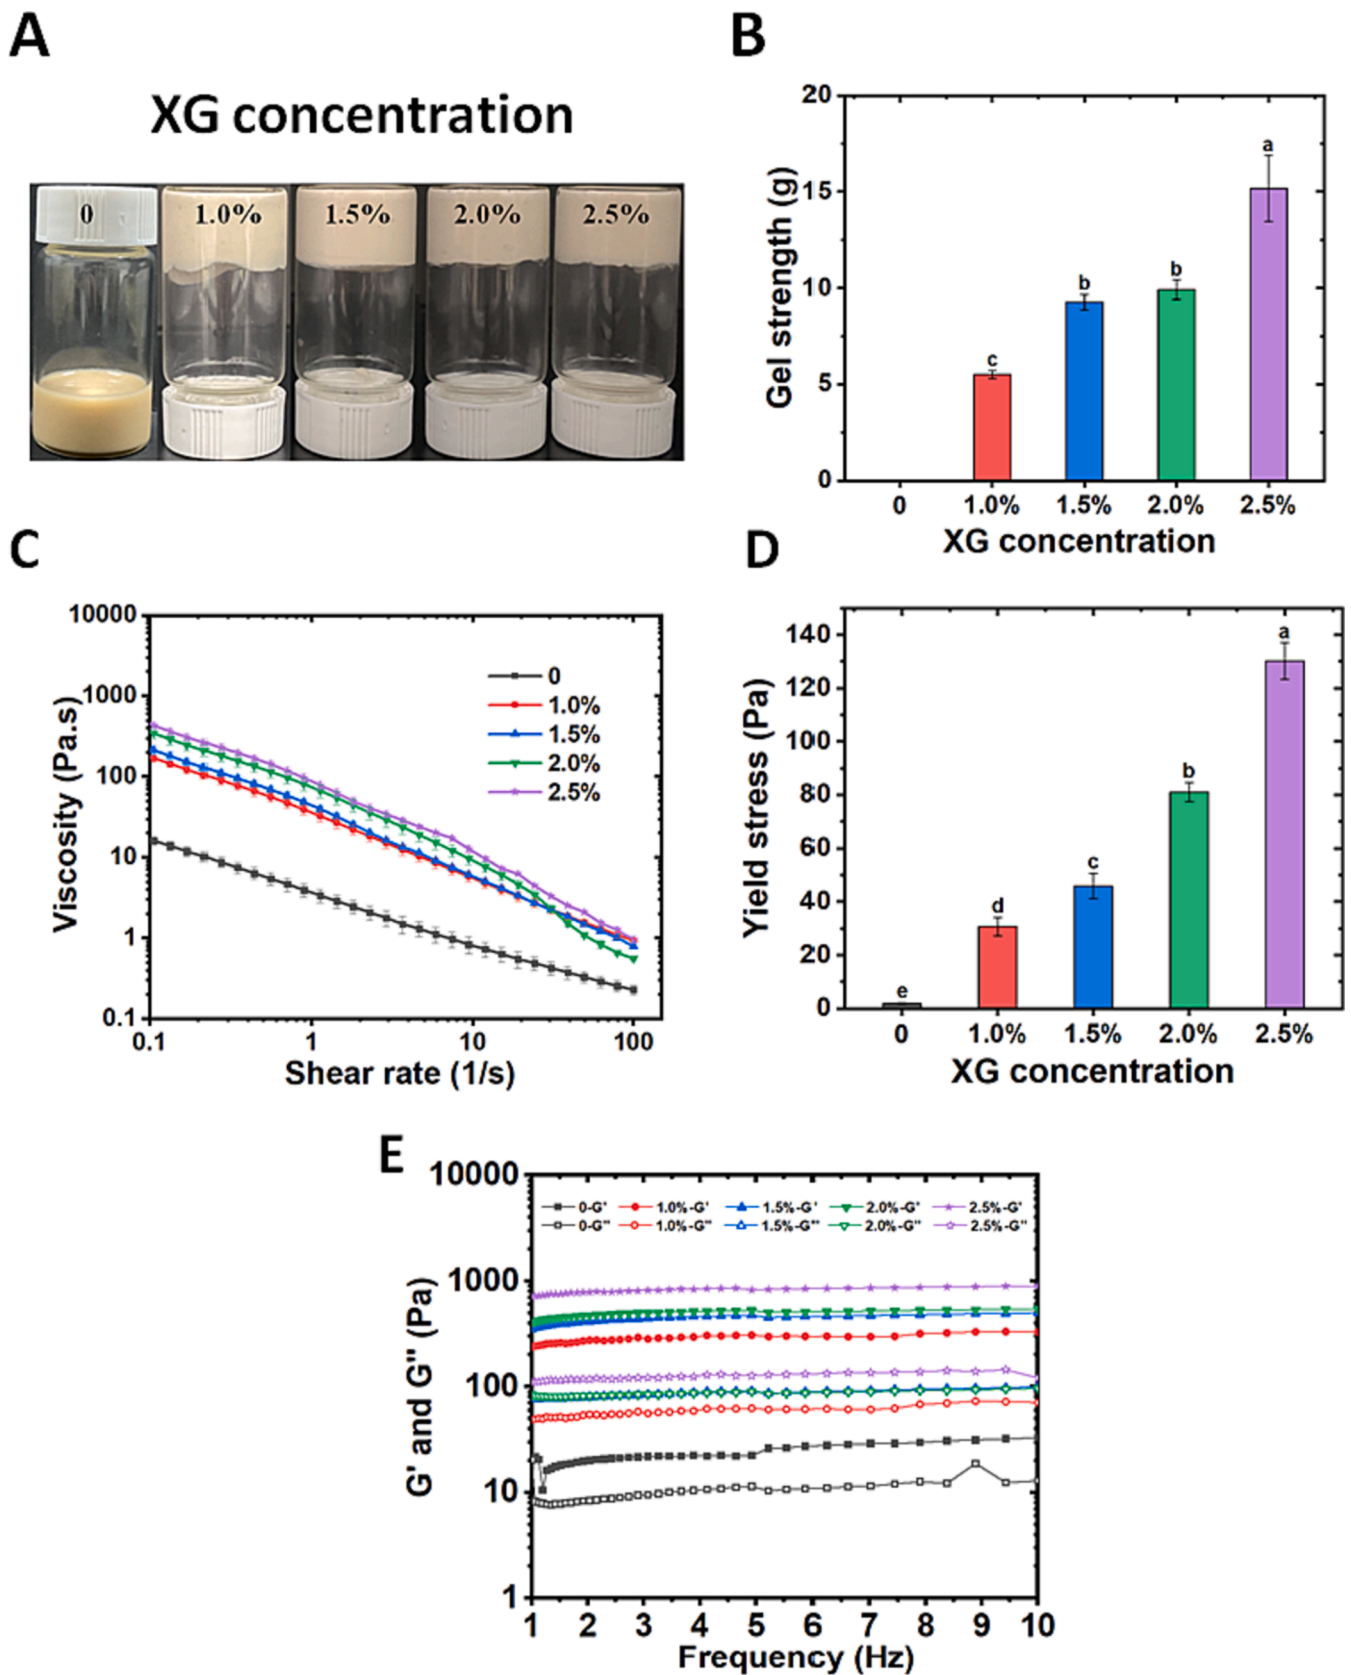 A
XG concentration
0 1.0% 1.5% 2.0% 2.5%
B
Gel strength (g)
20
15
10
5
0
a
b
b
c
0 1.0% 1.5% 2.0% 2.5%
XG concentration
C
Viscosity (Pa.s)
10000
1000
100
10
1
0.1
0
1.0%
1.5%
2.0%
2.5%
0.1 1 10 100
Shear rate (1/s)
D
Yield stress (Pa)
140
120
100
80
60
40
20
0
a
b
c
d
e
0 1.0% 1.5% 2.0% 2.5%
XG concentration
E
G' and G" (Pa)
10000
1000
100
10
1
0-G' 1.0%-G' 1.5%-G' 2.0%-G' 2.5%-G'
0-G" 1.0%-G" 1.5%-G" 2.0%-G" 2.5%-G"
1 2 3 4 5 6 7 8 9 10
Frequency (Hz)